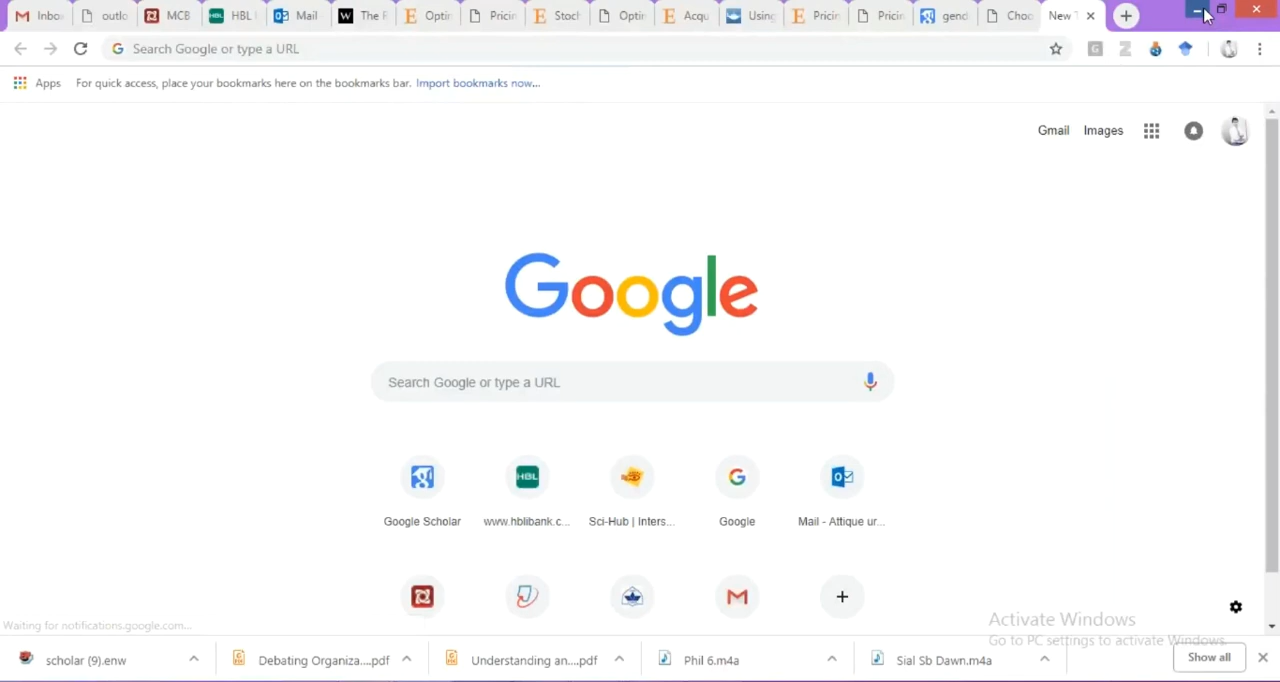 Inbo outlo MCB HBL Mail The F Optim Pricin Stoch Optin Acqu Using Pricin Pricin gend Choo New T
Search Google or type a URL
Apps For quick access, place your bookmarks here on the bookmarks bar. Import bookmarks now...
Gmail Images
Google
Search Google or type a URL
Google Scholar www.hblibank.c... Sci-Hub | Inters... Google Mail - Attique ur...
Activate Windows
Waiting for notifications.google.com...
Go to PC settings to activate Windows.
scholar (9).enw Debating Organiza....pdf Understanding an....pdf Phil 6.m4a Sial Sb Dawn.m4a Show all